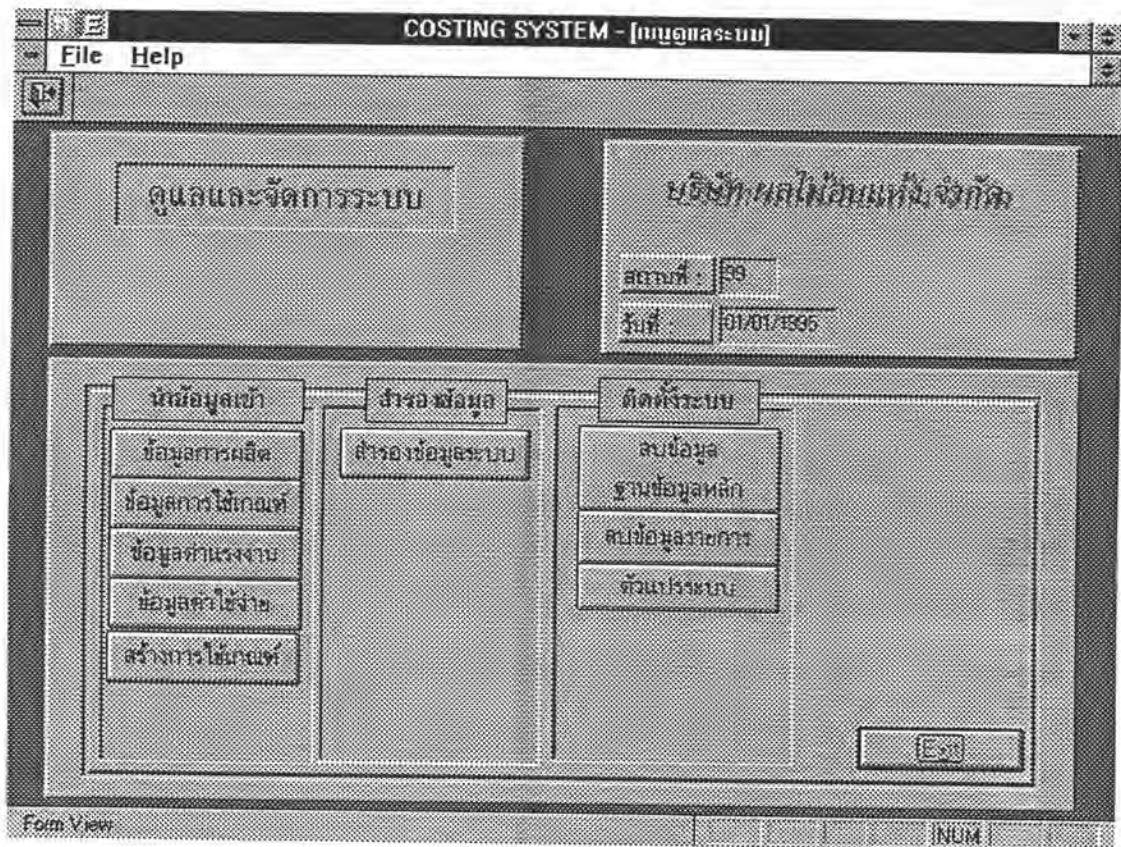 COSTING SYSTEM - [เมนูดูแลระบบ]
File Help
ดูแลและจัดการระบบ
บริษัท ผลไม้อบแห้ง จำกัด
สถานที่ : 99
วันที่ : 01/01/1995
นำข้อมูลเข้า
ข้อมูลการผลิต
ข้อมูลการใช้เกณฑ์
ข้อมูลค่าแรงงาน
ข้อมูลค่าใช้จ่าย
สร้างการใช้เกณฑ์
สำรองข้อมูล
สำรองข้อมูลระบบ
ติดตั้งระบบ
ลบข้อมูล
ฐานข้อมูลหลัก
ลบข้อมูลรายการ
ตัวแปรระบบ
Exit
Form View
NUM